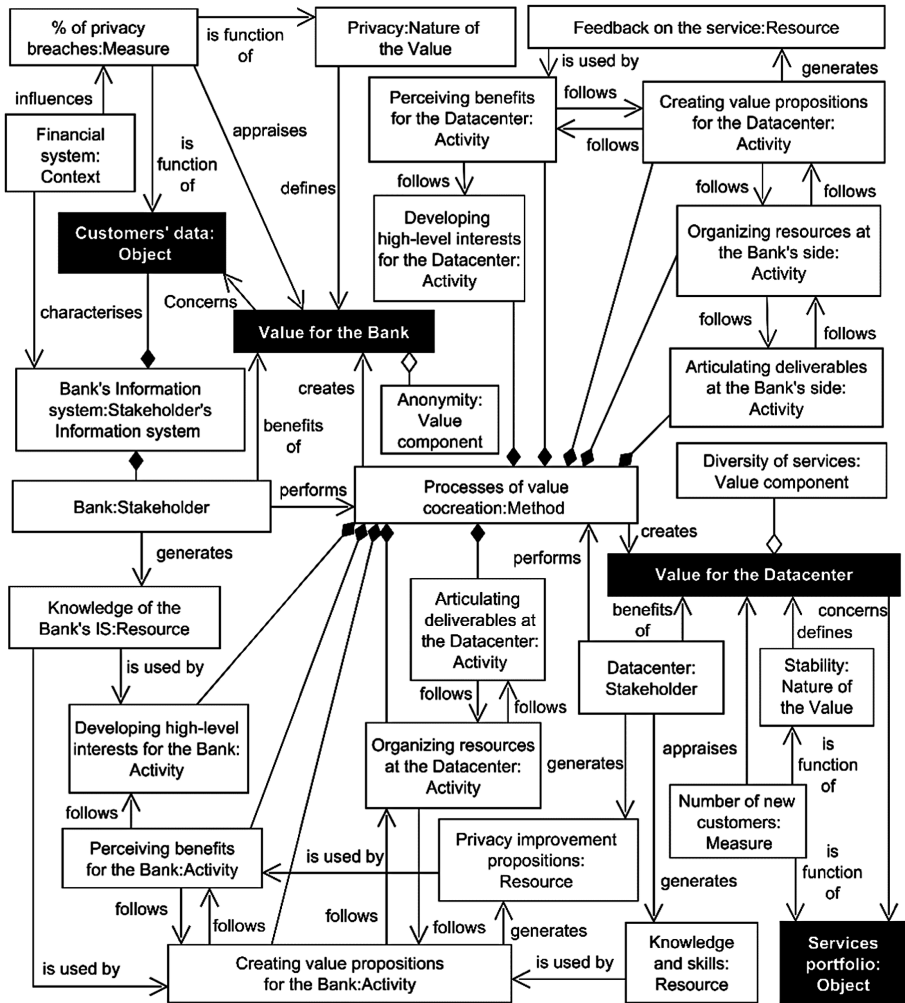 % of privacy
breaches:Measure
is function
of
Privacy:Nature of
the Value
Feedback on the service:Resource
is used by
generates
influences
Financial
system:
Context
appraises
is
function
of
defines
Perceiving benefits
for the Datacenter:
Activity
follows
follows
Creating value propositions
for the Datacenter:
Activity
follows
follows
follows
Developing
high-level interests
for the Datacenter:
Activity
Organizing resources at
the Bank's side:
Activity
Customers' data:
Object
Concerns
characterises
Value for the Bank
follows
follows
Articulating deliverables
at the Bank's side:
Activity
Bank's Information
system:Stakeholder's
Information system
benefits
of
creates
Anonymity:
Value
component
Diversity of services:
Value component
Bank:Stakeholder
performs
Processes of value
cocreation:Method
generates
performs
creates
Value for the Datacenter
Knowledge of the
Bank's IS:Resource
is used by
Articulating
deliverables at
the Datacenter:
Activity
benefits
of
concerns
defines
Datacenter:
Stakeholder
Stability:
Nature of
the Value
follows
follows
Developing high-level
interests for the Bank:
Activity
Organizing resources
at the Datacenter:
Activity
generates
appraises
is
function
of
follows
Number of new
customers:
Measure
Perceiving benefits
for the Bank:Activity
is used by
Privacy improvement
propositions:
Resource
is
function
of
generates
follows
follows
follows
follows
generates
is used by
Creating value propositions
for the Bank:Activity
is used by
Knowledge
and skills:
Resource
Services
portfolio:
Object